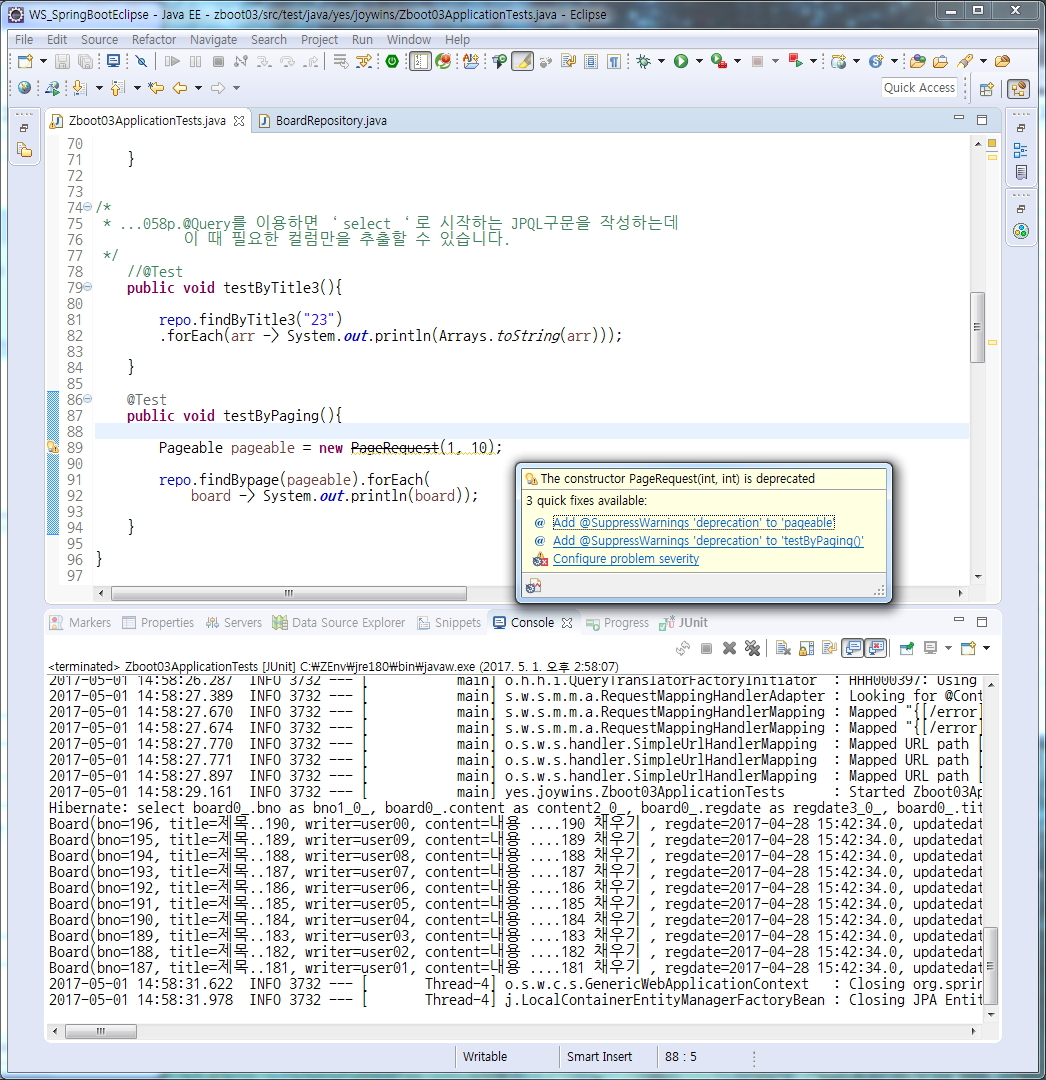 WS_SpringBootEclipse - Java EE - zboot03/src/test/java/yes/joywins/Zboot03ApplicationTests.java - Eclipse
File Edit Source Refactor Navigate Search Project Run Window Help
Quick Access
Zboot03ApplicationTests.java BoardRepository.java
70
71 }
72
73
74 /*
75 * ...058p.@Query를 이용하면 ‘ select ‘ 로 시작하는 JPQL구문을 작성하는데
76 이 때 필요한 컬럼만을 추출할 수 있습니다.
77 */
78 //@Test
79 public void testByTitle3(){
80
81 repo.findByTitle3("23")
82 .forEach(arr -> System.out.println(Arrays.toString(arr)));
83
84 }
85
86 @Test
87 public void testByPaging(){
88
89 Pageable pageable = new PageRequest(1, 10);
90
91 repo.findBypage(pageable).forEach(
92 board -> System.out.println(board));
93
94 }
95
96 }
97
The constructor PageRequest(int, int) is deprecated
3 quick fixes available:
@ Add @SuppressWarnings 'deprecation' to 'pageable'
@ Add @SuppressWarnings 'deprecation' to 'testByPaging()'
Configure problem severity
Markers Properties Servers Data Source Explorer Snippets Console Progress JUnit
<terminated> Zboot03ApplicationTests [JUnit] C:₩ZEnv₩jre180₩bin₩javaw.exe (2017. 5. 1. 오후 2:58:07)
2017-05-01 14:58:26.287 INFO 3732 --- [ main] o.h.h.i.QueryTranslatorFactoryInitiator : HHH000397: Using
2017-05-01 14:58:27.389 INFO 3732 --- [ main] s.w.s.m.m.a.RequestMappingHandlerAdapter : Looking for @Cont
2017-05-01 14:58:27.670 INFO 3732 --- [ main] s.w.s.m.m.a.RequestMappingHandlerMapping : Mapped "{[/error]
2017-05-01 14:58:27.674 INFO 3732 --- [ main] s.w.s.m.m.a.RequestMappingHandlerMapping : Mapped "{[/error]
2017-05-01 14:58:27.770 INFO 3732 --- [ main] o.s.w.s.handler.SimpleUrlHandlerMapping : Mapped URL path [
2017-05-01 14:58:27.771 INFO 3732 --- [ main] o.s.w.s.handler.SimpleUrlHandlerMapping : Mapped URL path [
2017-05-01 14:58:27.897 INFO 3732 --- [ main] o.s.w.s.handler.SimpleUrlHandlerMapping : Mapped URL path [
2017-05-01 14:58:29.161 INFO 3732 --- [ main] yes.joywins.Zboot03ApplicationTests : Started Zboot03Ap
Hibernate: select board0_.bno as bno1_0_, board0_.content as content2_0_, board0_.regdate as regdate3_0_, board0_.tit
Board(bno=196, title=제목..190, writer=user00, content=내용 ....190 채우기 , regdate=2017-04-28 15:42:34.0, updatedat
Board(bno=195, title=제목..189, writer=user09, content=내용 ....189 채우기 , regdate=2017-04-28 15:42:34.0, updatedat
Board(bno=194, title=제목..188, writer=user08, content=내용 ....188 채우기 , regdate=2017-04-28 15:42:34.0, updatedat
Board(bno=193, title=제목..187, writer=user07, content=내용 ....187 채우기 , regdate=2017-04-28 15:42:34.0, updatedat
Board(bno=192, title=제목..186, writer=user06, content=내용 ....186 채우기 , regdate=2017-04-28 15:42:34.0, updatedat
Board(bno=191, title=제목..185, writer=user05, content=내용 ....185 채우기 , regdate=2017-04-28 15:42:34.0, updatedat
Board(bno=190, title=제목..184, writer=user04, content=내용 ....184 채우기 , regdate=2017-04-28 15:42:34.0, updatedat
Board(bno=189, title=제목..183, writer=user03, content=내용 ....183 채우기 , regdate=2017-04-28 15:42:34.0, updatedat
Board(bno=188, title=제목..182, writer=user02, content=내용 ....182 채우기 , regdate=2017-04-28 15:42:34.0, updatedat
Board(bno=187, title=제목..181, writer=user01, content=내용 ....181 채우기 , regdate=2017-04-28 15:42:34.0, updatedat
2017-05-01 14:58:31.622 INFO 3732 --- [ Thread-4] o.s.w.c.s.GenericWebApplicationContext : Closing org.sprin
2017-05-01 14:58:31.978 INFO 3732 --- [ Thread-4] j.LocalContainerEntityManagerFactoryBean : Closing JPA Entit
Writable Smart Insert 88 : 5